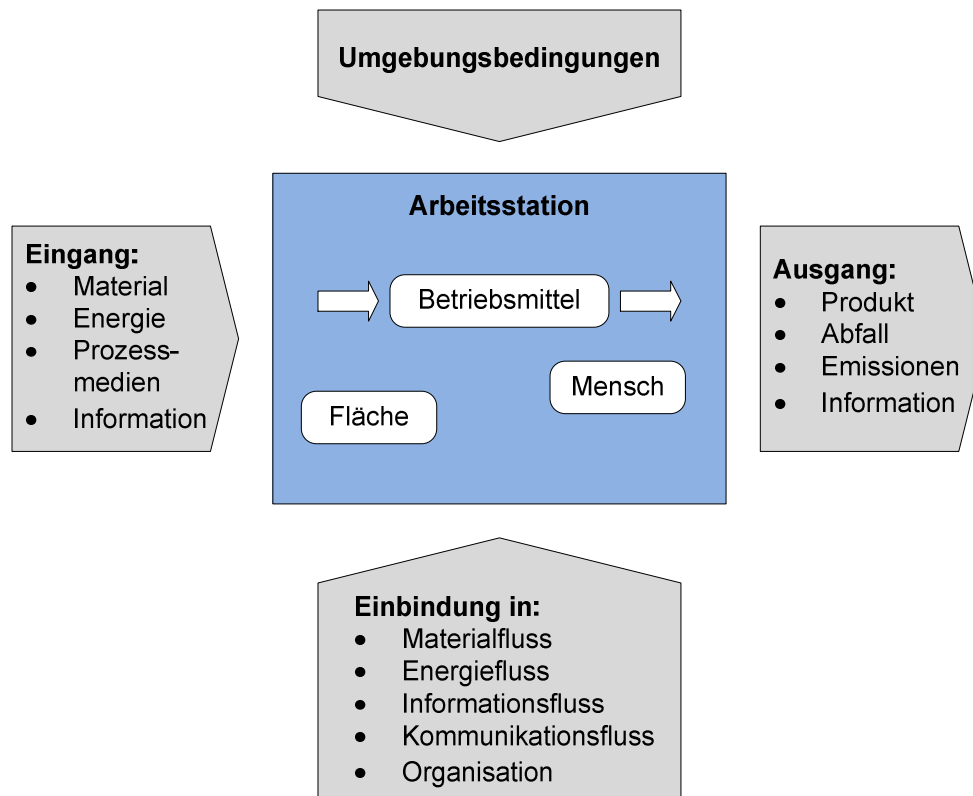 Umgebungsbedingungen
Arbeitsstation
Eingang:
• Material
• Energie
• Prozess-
medien
• Information
Betriebsmittel
Mensch
Fläche
Ausgang:
• Produkt
• Abfall
• Emissionen
• Information
Einbindung in:
• Materialfluss
• Energiefluss
• Informationsfluss
• Kommunikationsfluss
• Organisation